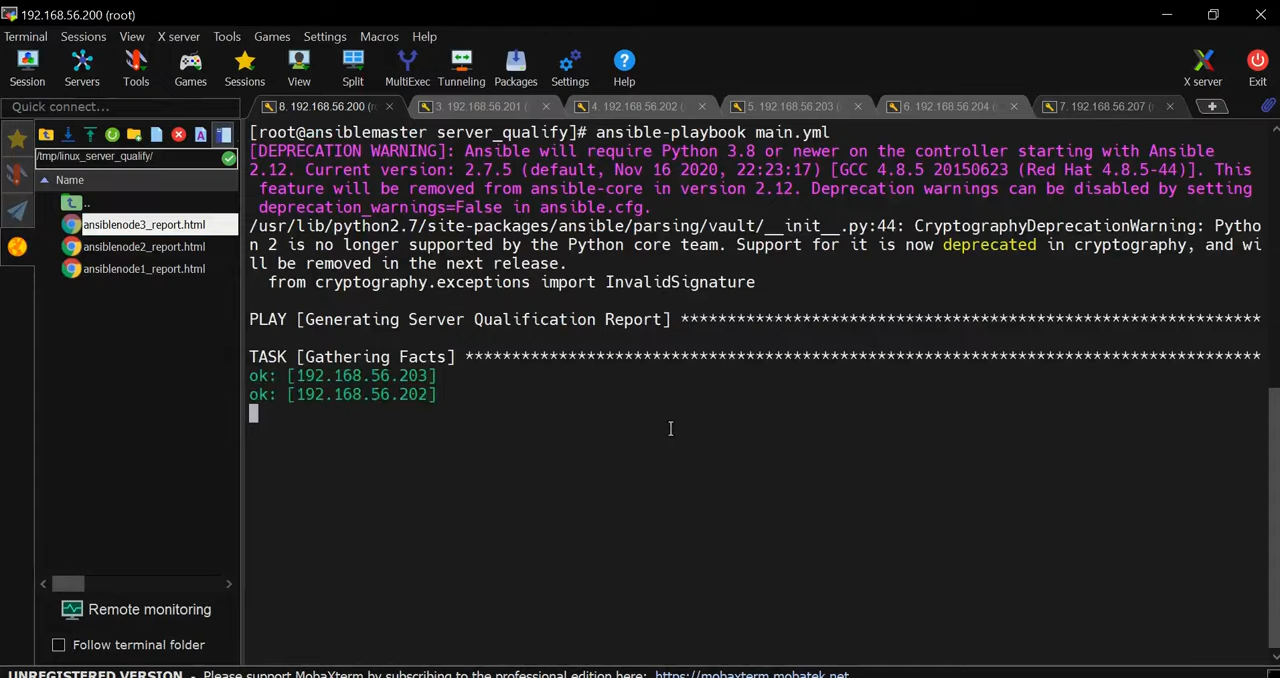 192.168.56.200 (root)
Terminal Sessions View X server Tools Games Settings Macros Help
Session Servers Tools Games Sessions View Split MultiExec Tunneling Packages Settings Help X server Exit
Quick connect...
8. 192.168.56.200 (r
3. 192.168.56.201 (
4. 192.168.56.202 (
5. 192.168.56.203 (
6. 192.168.56.204 (
7. 192.168.56.207 (
/tmp/linux_server_qualify/
Name
..
ansiblenode3_report.html
ansiblenode2_report.html
ansiblenode1_report.html
Remote monitoring
Follow terminal folder
[root@ansiblemaster server_qualify]# ansible-playbook main.yml
[DEPRECATION WARNING]: Ansible will require Python 3.8 or newer on the controller starting with Ansible
2.12. Current version: 2.7.5 (default, Nov 16 2020, 22:23:17) [GCC 4.8.5 20150623 (Red Hat 4.8.5-44)]. This
feature will be removed from ansible-core in version 2.12. Deprecation warnings can be disabled by setting
deprecation_warnings=False in ansible.cfg.
/usr/lib/python2.7/site-packages/ansible/parsing/vault/__init__.py:44: CryptographyDeprecationWarning: Pytho
n 2 is no longer supported by the Python core team. Support for it is now deprecated in cryptography, and wi
ll be removed in the next release.
from cryptography.exceptions import InvalidSignature
PLAY [Generating Server Qualification Report] **************************************************************
TASK [Gathering Facts] *************************************************************************************
ok: [192.168.56.203]
ok: [192.168.56.202]
UNREGISTERED VERSION - Please support MobaXterm by subscribing to the professional edition here: https://mobaxterm.mobatek.net